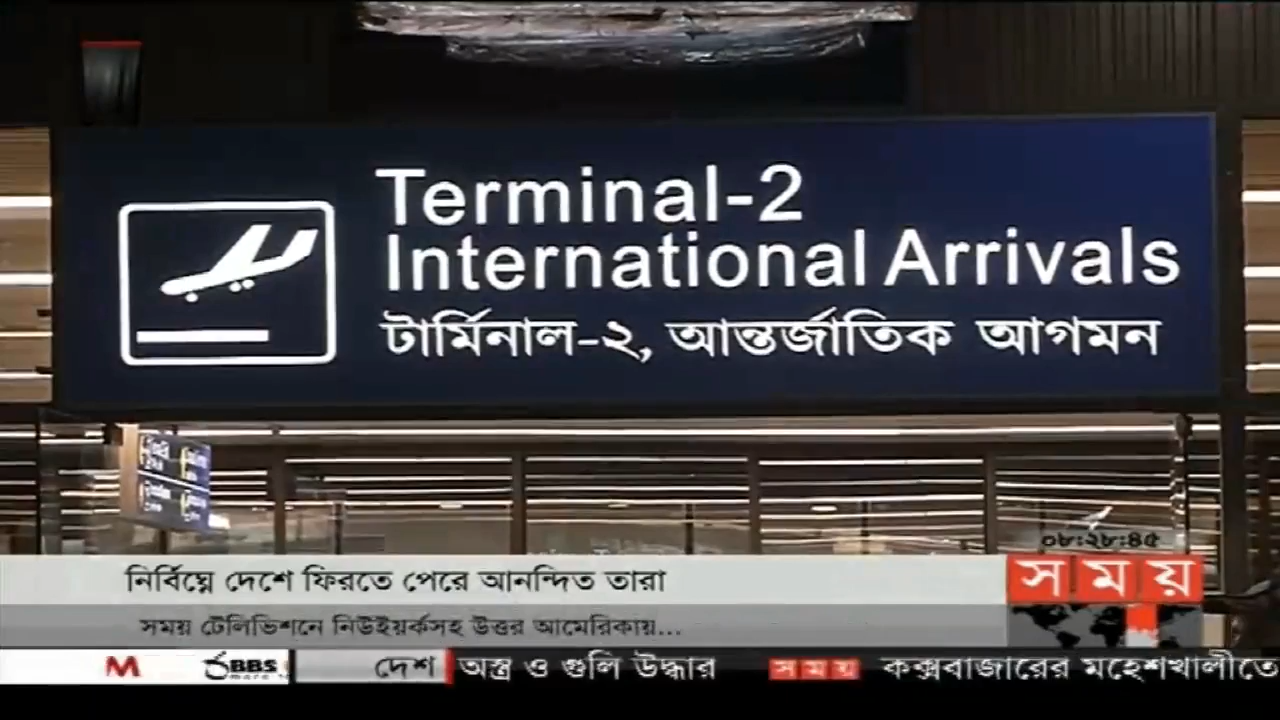 Terminal-2
International Arrivals
টার্মিনাল-২, আন্তর্জাতিক আগমন
০৮:২৮:৪৫
নির্বিঘ্নে দেশে ফিরতে পেরে আনন্দিত তারা
সময়
সময় টেলিভিশনে নিউইয়র্কসহ উত্তর আমেরিকায়...
M BBS দেশ অস্ত্র ও গুলি উদ্ধার সময় কক্সবাজারের মহেশখালীতে